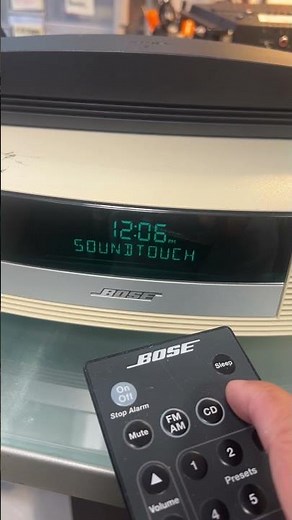 12:06 PM
SOUNDTOUCH
BOSE
BOSE
Sleep
On
Off
Stop Alarm
Mute
FM
AM
CD
1
2
Volume
Presets
4
5